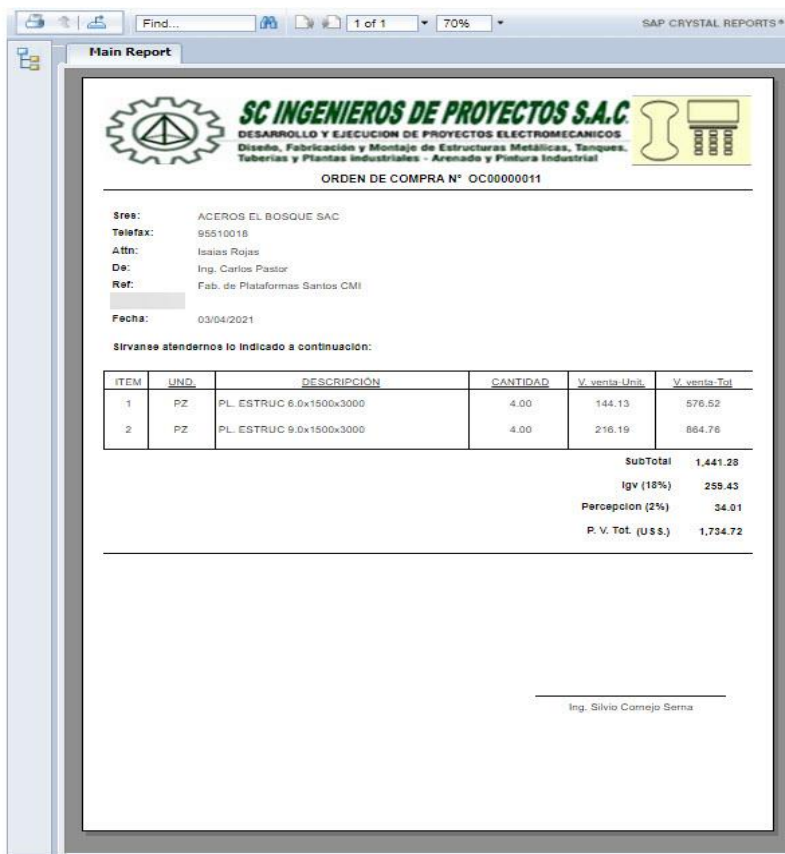 Find...
1 of 1
70%
SAP CRYSTAL REPORTS®
Main Report
SC INGENIEROS DE PROYECTOS S.A.C.
DESARROLLO Y EJECUCION DE PROYECTOS ELECTROMECANICOS
Diseño, Fabricación y Montaje de Estructuras Metálicas, Tanques,
Tuberías y Plantas Industriales - Arenado y Pintura Industrial
ORDEN DE COMPRA N° OC00000011
Sres: ACEROS EL BOSQUE SAC
Telefax: 95510018
Attn: Isaias Rojas
De: Ing. Carlos Pastor
Ref: Fab. de Plataformas Santos CMI
Fecha: 03/04/2021
Sirvanse atendernos lo indicado a continuación:
ITEM UND. DESCRIPCIÓN CANTIDAD V. venta-Unit. V. venta-Tot
1 PZ PL. ESTRUC 6.0x1500x3000 4.00 144.13 576.52
2 PZ PL. ESTRUC 9.0x1500x3000 4.00 216.19 864.76
SubTotal 1,441.28
Igv (18%) 259.43
Percepcion (2%) 34.01
P. V. Tot. (US$.) 1,734.72
Ing. Silvio Cornejo Serna